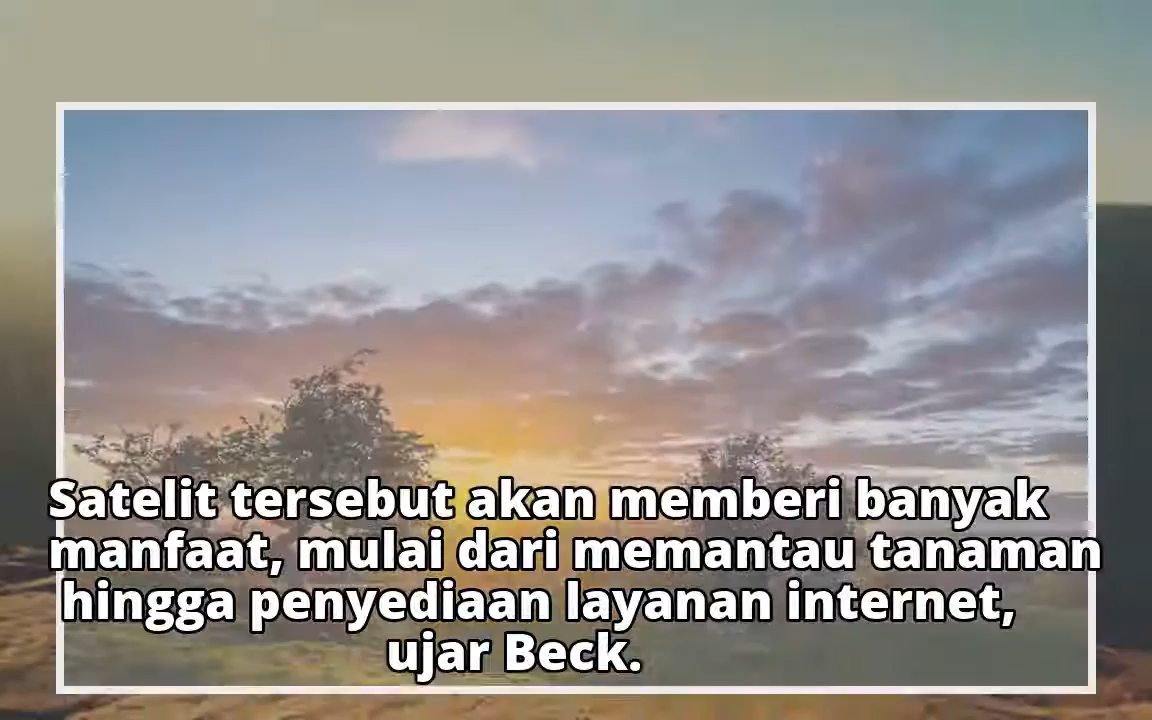 Satelit tersebut akan memberi banyak
manfaat, mulai dari memantau tanaman
hingga penyediaan layanan internet,
ujar Beck.